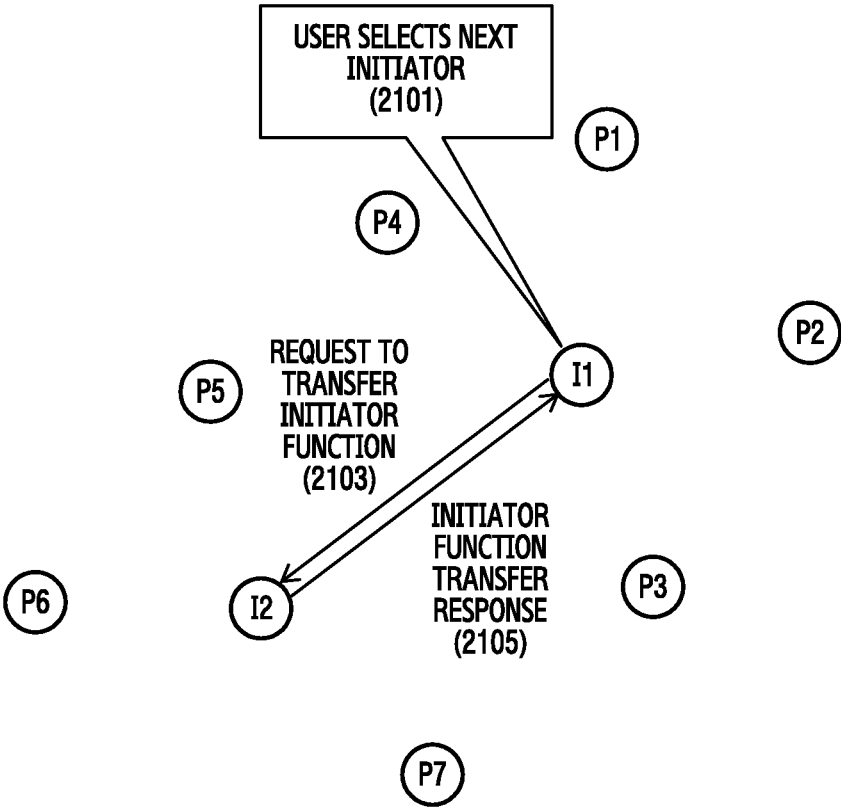 USER SELECTS NEXT
INITIATOR
(2101)
P1
P4
P2
REQUEST TO
TRANSFER
INITIATOR
FUNCTION
(2103)
I1
P5
INITIATOR
FUNCTION
TRANSFER
RESPONSE
(2105)
P3
P6
I2
P7